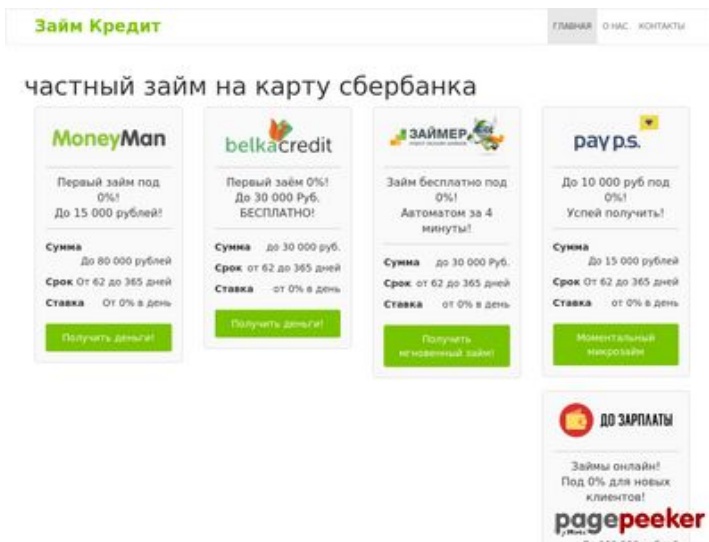 Займ Кредит
ГЛАВНАЯ О НАС КОНТАКТЫ
частный займ на карту сбербанка
MoneyMan
Первый займ под
0%!
До 15 000 рублей!
Сумма
До 80 000 рублей
Срок От 62 до 365 дней
Ставка От 0% в день
Получить деньги!
belkacredit
Первый заём 0%!
До 30 000 Руб.
БЕСПЛАТНО!
Сумма до 30 000 руб.
Срок от 62 до 365 дней
Ставка от 0% в день
Получить деньги!
ЗАЙМЕР
Займ бесплатно под
0%!
Автоматом за 4
минуты!
Сумма до 30 000 Руб.
Срок от 62 до 365 дней
Ставка от 0% в день
Получить
мгновенный займ!
pay p.s.
До 10 000 руб под
0%!
Успей получить!
Сумма
До 15 000 рублей
Срок От 62 до 365 дней
Ставка от 0% в день
Моментальный
микрозайм
ДО ЗАРПЛАТЫ
Займы онлайн!
Под 0% для новых
клиентов!
pagepeeker